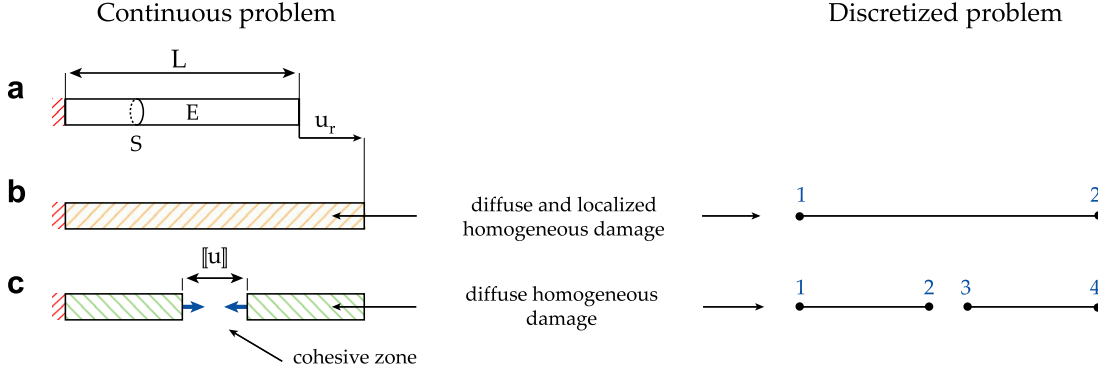 Continuous problem
Discretized problem
a
L
E
S
u_r
b
diffuse and localized
homogeneous damage
1
2
c
⟦u⟧
diffuse homogeneous
damage
1
2
3
4
cohesive zone